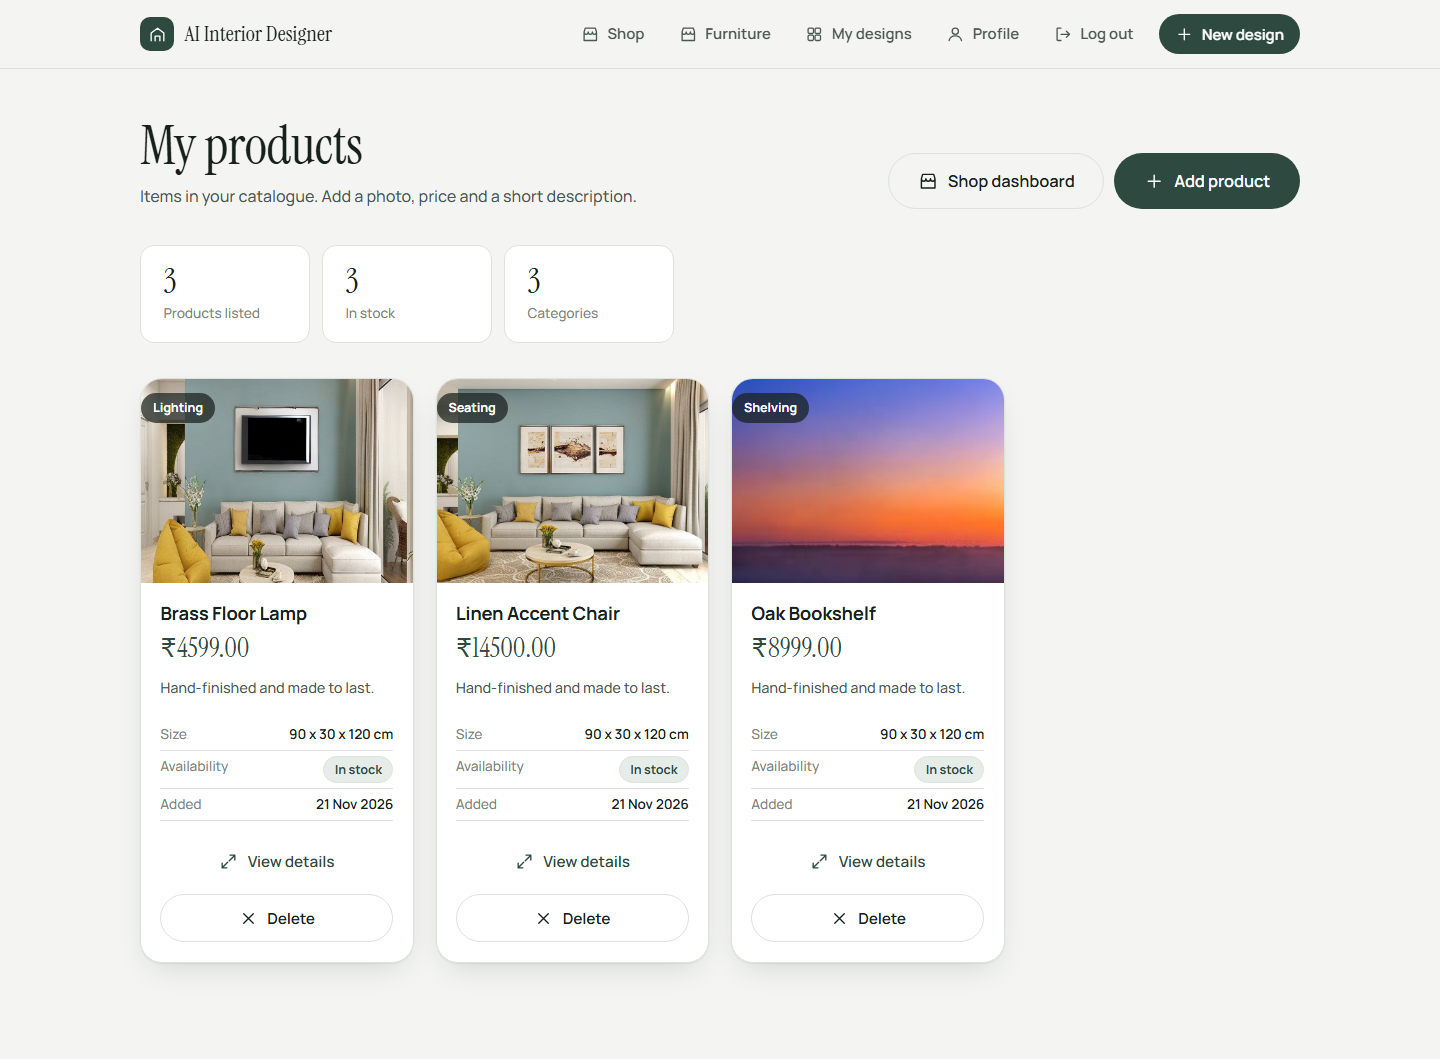 AI Interior Designer
Shop
Furniture
My designs
Profile
Log out
New design
My products
Items in your catalogue. Add a photo, price and a short description.
Shop dashboard
Add product
3
Products listed
3
In stock
3
Categories
Lighting
Brass Floor Lamp
₹4599.00
Hand-finished and made to last.
Size 90 x 30 x 120 cm
Availability In stock
Added 21 Nov 2026
View details
Delete
Seating
Linen Accent Chair
₹14500.00
Hand-finished and made to last.
Size 90 x 30 x 120 cm
Availability In stock
Added 21 Nov 2026
View details
Delete
Shelving
Oak Bookshelf
₹8999.00
Hand-finished and made to last.
Size 90 x 30 x 120 cm
Availability In stock
Added 21 Nov 2026
View details
Delete